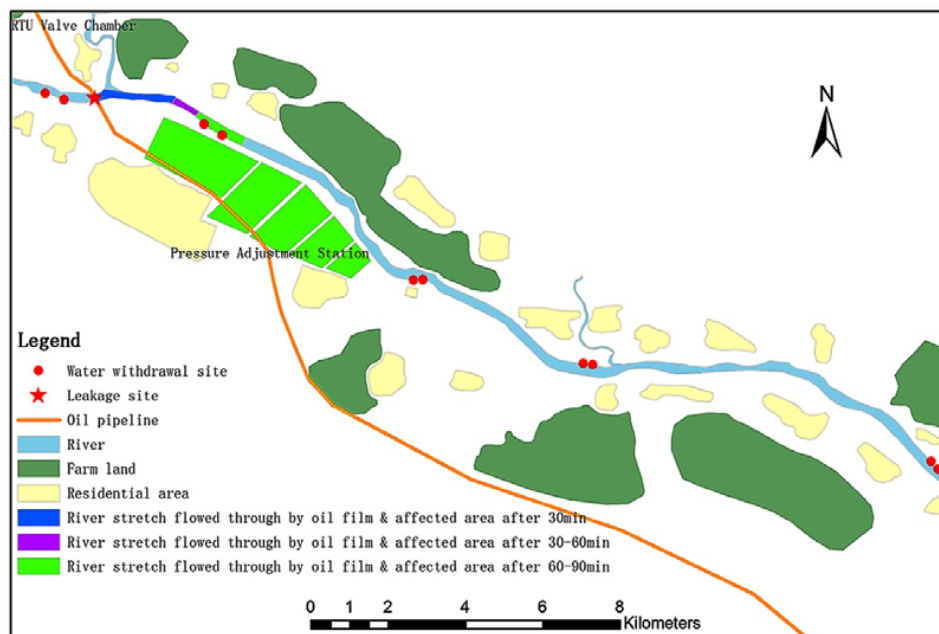 RTU Valve Chamber
N
Pressure Adjustment Station
Legend
Water withdrawal site
Leakage site
Oil pipeline
River
Farm land
Residential area
River stretch flowed through by oil film & affected area after 30min
River stretch flowed through by oil film & affected area after 30-60min
River stretch flowed through by oil film & affected area after 60-90min
0 1 2 4 6 8
Kilometers